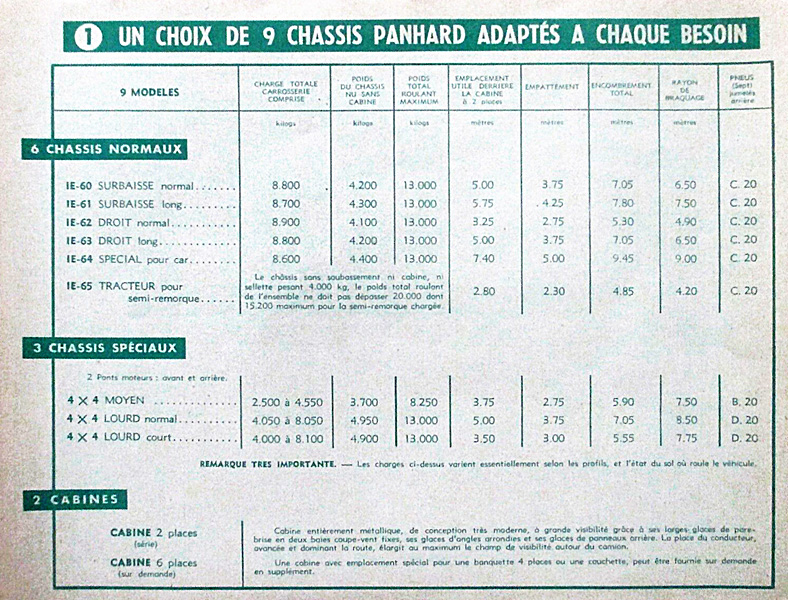 1 UN CHOIX DE 9 CHASSIS PANHARD ADAPTÉS A CHAQUE BESOIN
9 MODELES
CHARGE TOTALE CARROSSERIE COMPRISE
POIDS DU CHASSIS NU SANS CABINE
POIDS TOTAL ROULANT MAXIMUM
EMPLACEMENT UTILE DERRIERE LA CABINE à 2 places
EMPATTEMENT
ENCOMBREMENT TOTAL
RAYON DE BRAQUAGE
PNEUS (Sept) jumelés arrière
kilogs kilogs kilogs mètres mètres mètres mètres
6 CHASSIS NORMAUX
IE-60 SURBAISSE normal....... 8.800 4.200 13.000 5.00 3.75 7.05 6.50 C. 20
IE-61 SURBAISSE long......... 8.700 4.300 13.000 5.75 4.25 7.80 7.50 C. 20
IE-62 DROIT normal........... 8.900 4.100 13.000 3.25 2.75 5.30 4.90 C. 20
IE-63 DROIT long............. 8.800 4.200 13.000 5.00 3.75 7.05 6.50 C. 20
IE-64 SPECIAL pour car........ 8.600 4.400 13.000 7.40 5.00 9.45 9.00 C. 20
IE-65 TRACTEUR pour
semi-remorque......
Le châssis sans soubassement ni cabine, ni
sellette pesant 4.000 kg, le poids total roulant
de l'ensemble ne doit pas dépasser 20.000 dont
15.200 maximum pour la semi-remorque chargée.
2.80 2.30 4.85 4.20 C. 20
3 CHASSIS SPÉCIAUX
2 Ponts moteurs : avant et arrière.
4 × 4 MOYEN ............. 2.500 à 4.550 3.700 8.250 3.75 2.75 5.90 7.50 B. 20
4 × 4 LOURD normal......... 4.050 à 8.050 4.950 13.000 5.00 3.75 7.05 8.50 D. 20
4 × 4 LOURD court.......... 4.000 à 8.100 4.900 13.000 3.50 3.00 5.55 7.75 D. 20
REMARQUE TRES IMPORTANTE. — Les charges ci-dessus varient essentiellement selon les profils, et l'état du sol où roule le véhicule.
2 CABINES
CABINE 2 places
(série)
Cabine entièrement métallique, de conception très moderne, à grande visibilité grâce à ses larges glaces de pare-
brise en deux baies coupe-vent fixes, ses glaces d'angles arrondies et ses glaces de panneaux arrière. La place du conducteur,
avancée et dominant la route, élargit au maximum le champ de visibilité autour du camion.
CABINE 6 places
(sur demande)
Une cabine avec emplacement spécial pour une banquette 4 places ou une couchette, peut être fournie sur demande
en supplément.